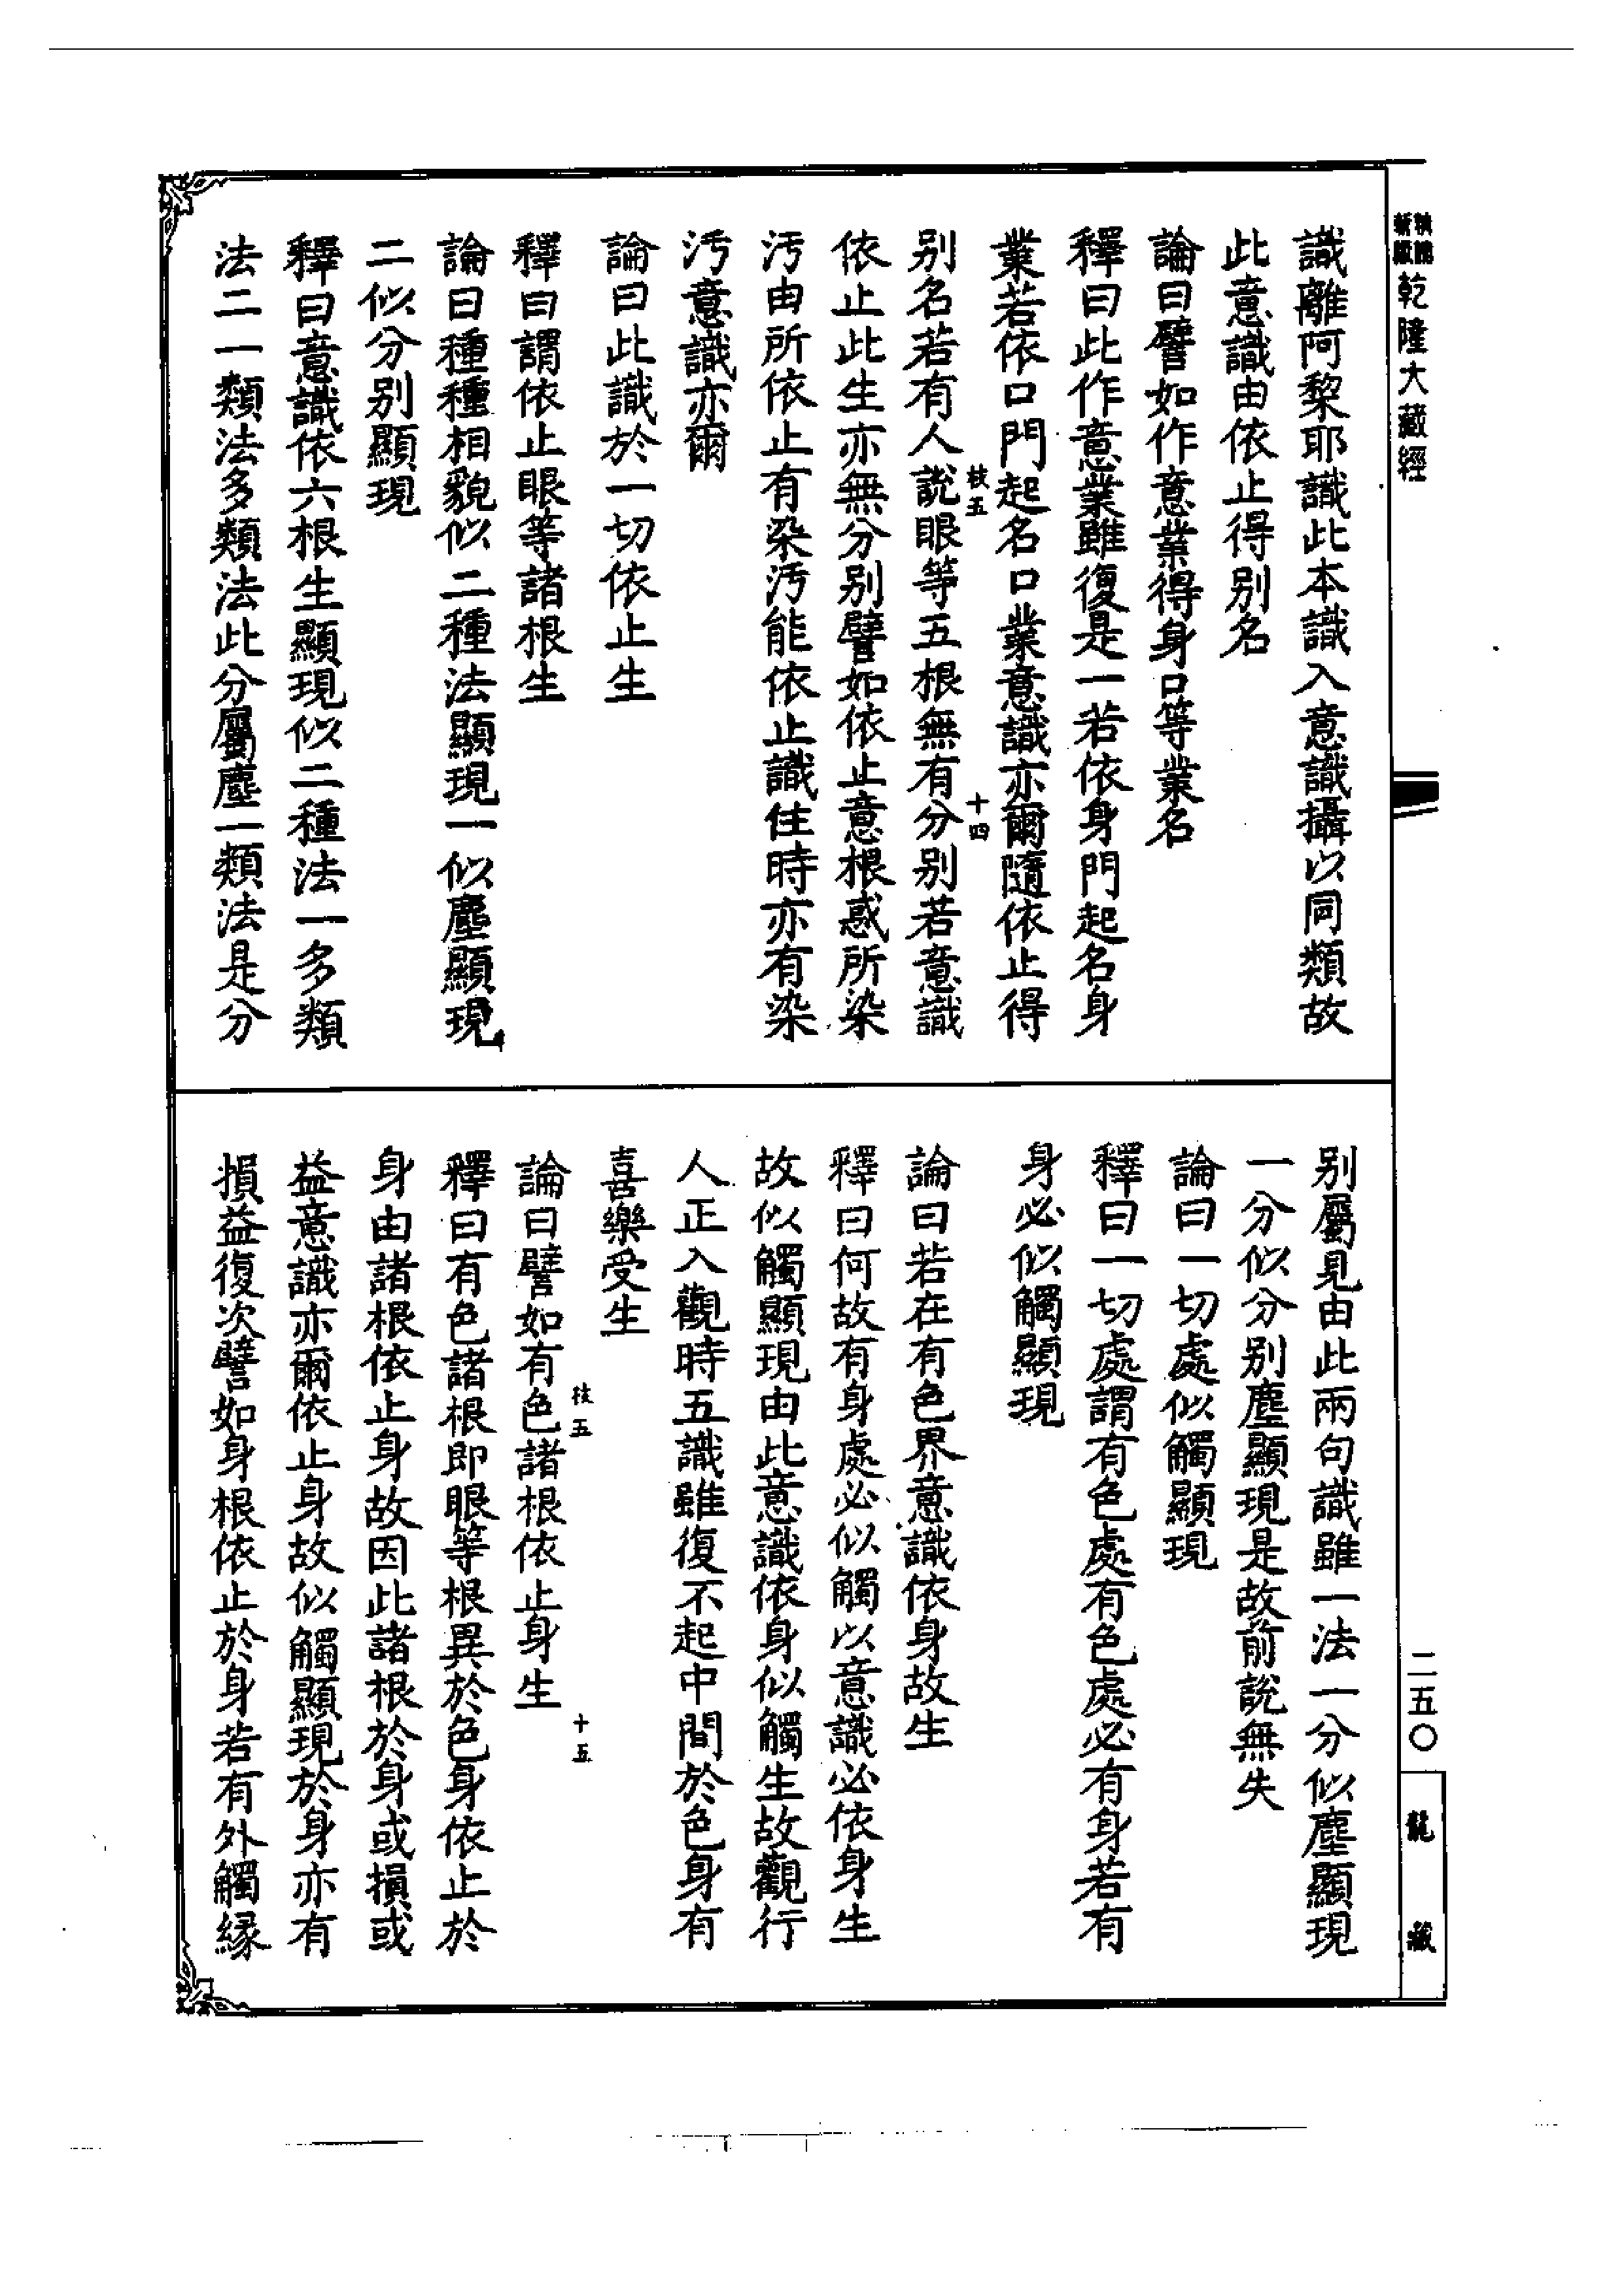 新版
乾隆大藏經
識離阿黎耶識此本識入意識攝以同類故
此意識由依止得別名
論曰譬如作意業得身口等業名
釋曰此作意業雖復是一若依身門起名身
業若依口門起名口業意識亦爾隨依止得
別名若有人說眼等五根無有分別若意識
枝五
十四
依止此生亦無分別譬如依止意根惑所染
污由所依止有染污能依止識住時亦有染
污意識亦爾
論曰此識於一切依止生
釋曰謂依止眼等諸根生
論曰種種相貌似二種法顯現一似塵顯現
二似分別顯現
釋曰意識依六根生顯現似二種法一多類
法二一類法多類法此分屬塵一類法是分
別屬見由此兩句識雖一法一分似塵顯現
一分似分別塵顯現是故前說無失
論曰一切處似觸顯現
釋曰一切處謂有色處有色處必有身若有
身必似觸顯現
論曰若在有色界意識依身故生
釋曰何故有身處必似觸以意識必依身生
故似觸顯現由此意識依身似觸生故觀行
人正入觀時五識雖復不起中間於色身有
喜樂受生
枝五
十五
論曰譬如有色諸根依止身生
釋曰有色諸根即眼等根異於色身依止於
身由諸根依止身故因此諸根於身或損或
益意識亦爾依止身故似觸顯現於身亦有
損益復次譬如身根依止於身若有外觸緣
二五〇
龍藏